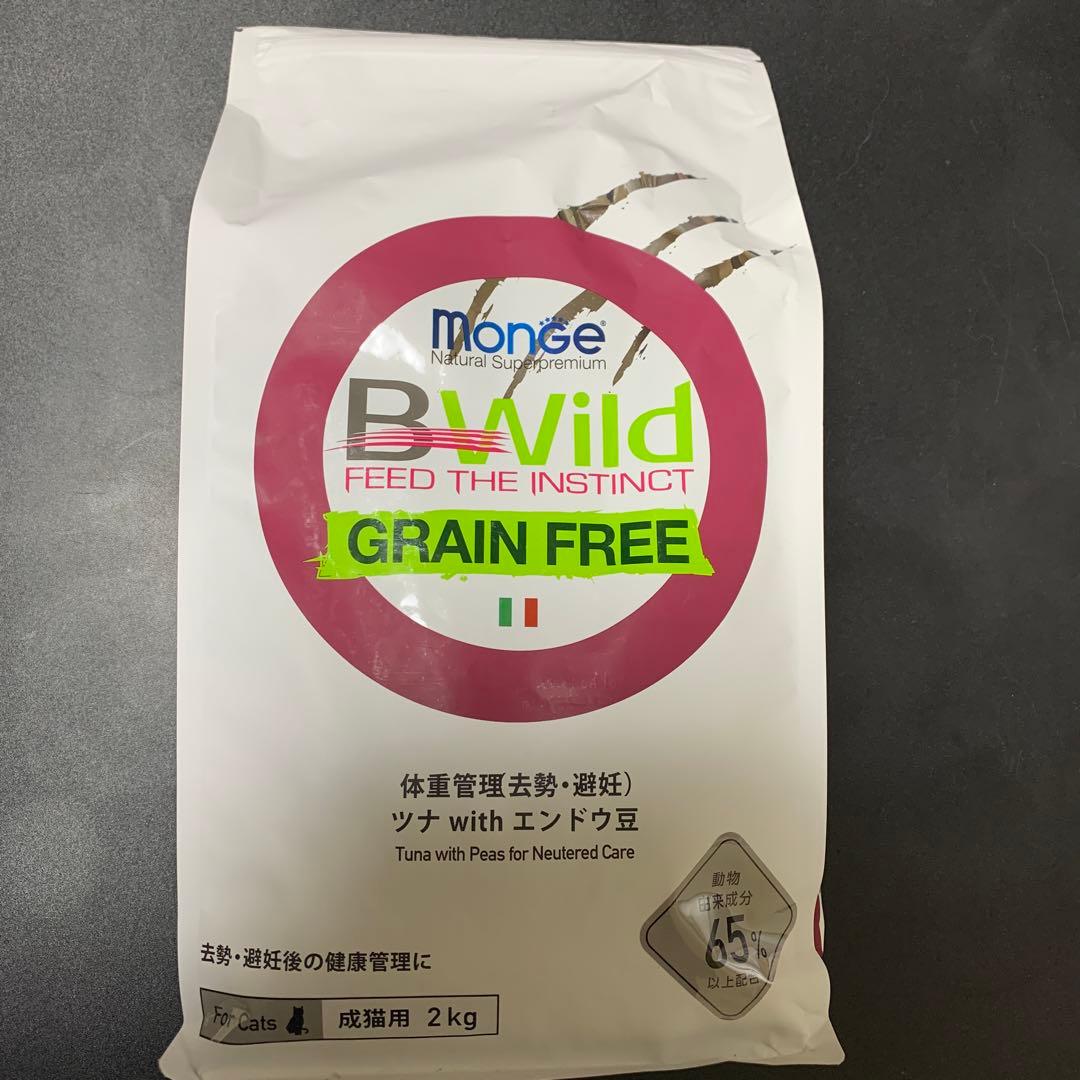 MonGe®
Natural Superpremium
BWild
FEED THE INSTINCT
GRAIN FREE
体重管理(去勢・避妊)
ツナ with エンドウ豆
Tuna with Peas for Neutered Care
動物
由来成分
65%
以上配合
去勢・避妊後の健康管理に
For Cats
成猫用 2kg